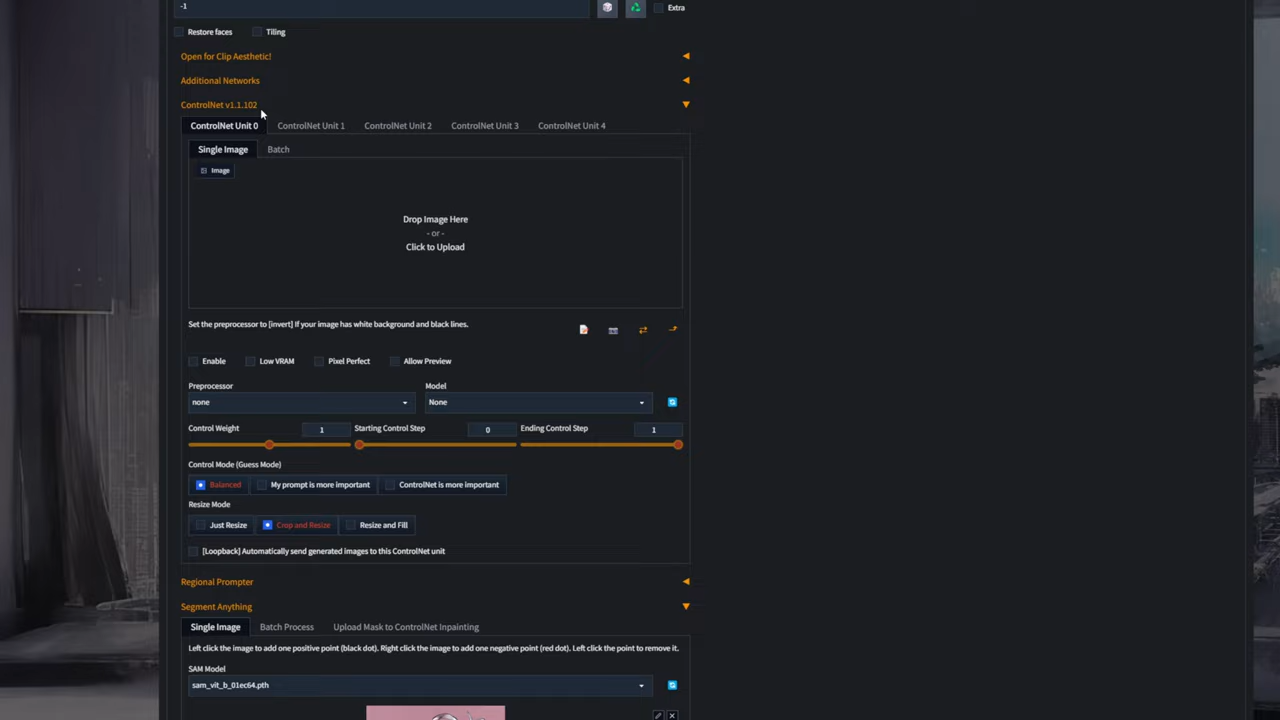 -1
Extra
Restore faces Tiling
Open for Clip Aesthetic!
Additional Networks
ControlNet v1.1.102
ControlNet Unit 0 ControlNet Unit 1 ControlNet Unit 2 ControlNet Unit 3 ControlNet Unit 4
Single Image Batch
Image
Drop Image Here
- or -
Click to Upload
Set the preprocessor to [invert] If your image has white background and black lines.
Enable Low VRAM Pixel Perfect Allow Preview
Preprocessor Model
none None
Control Weight 1 Starting Control Step 0 Ending Control Step 1
Control Mode (Guess Mode)
Balanced My prompt is more important ControlNet is more important
Resize Mode
Just Resize Crop and Resize Resize and Fill
[Loopback] Automatically send generated images to this ControlNet unit
Regional Prompter
Segment Anything
Single Image Batch Process Upload Mask to ControlNet Inpainting
Left click the image to add one positive point (black dot). Right click the image to add one negative point (red dot). Left click the point to remove it.
SAM Model
sam_vit_b_01ec64.pth